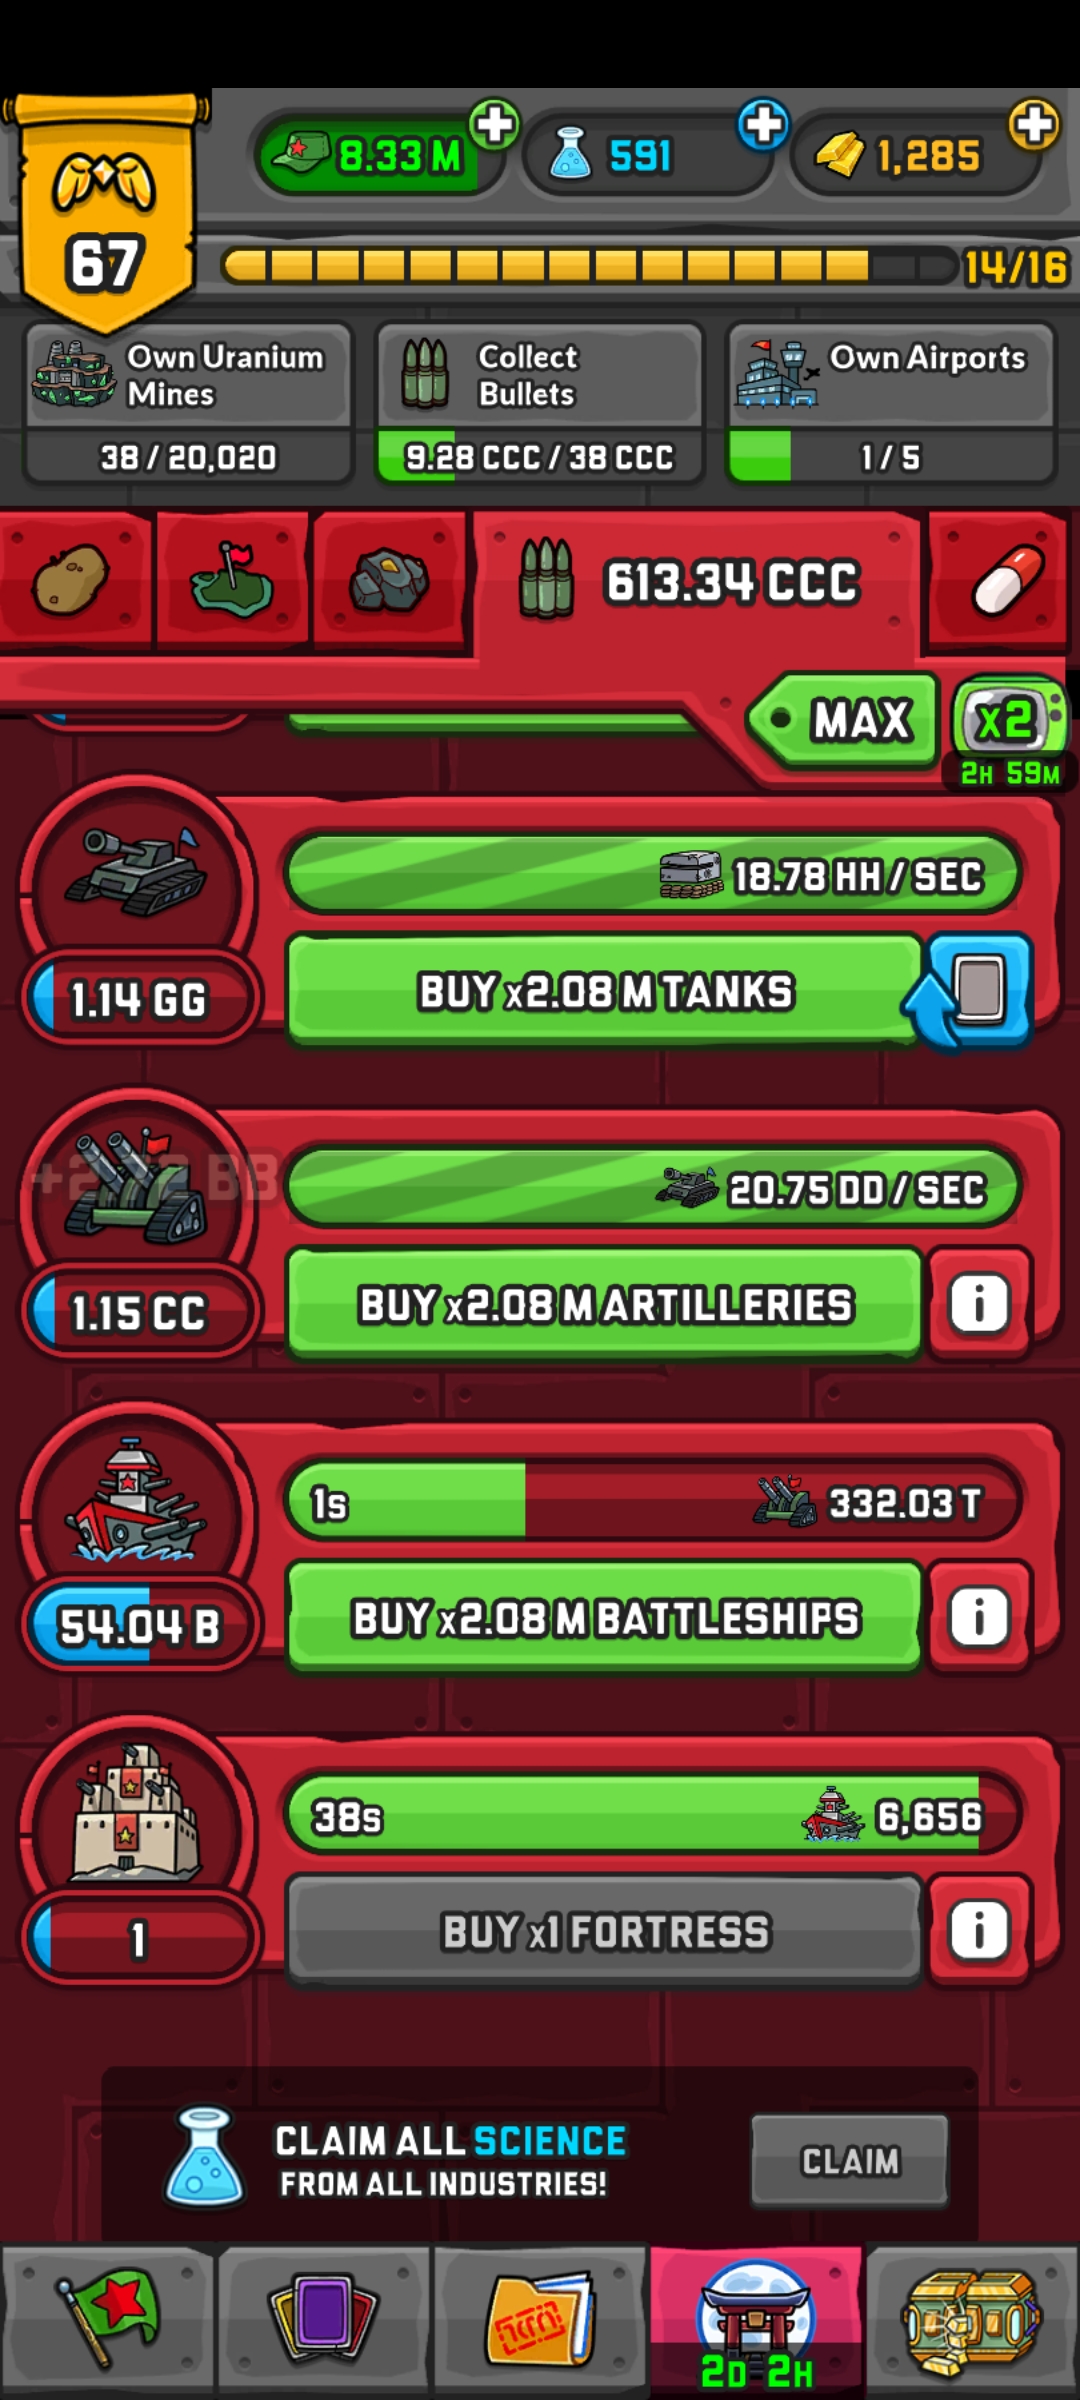 8.33 M
591
1,285
67
14/16
Own Uranium
Mines
38 / 20,020
Collect
Bullets
9.28 CCC / 38 CCC
Own Airports
1 / 5
613.34 CCC
MAX
x2
2H 59M
18.78 HH / SEC
1.14 GG
BUY x2.08 M TANKS
20.75 DD / SEC
1.15 CC
BUY x2.08 M ARTILLERIES
i
1s
332.03 T
54.04 B
BUY x2.08 M BATTLESHIPS
i
38s
6,656
1
BUY x1 FORTRESS
i
CLAIM ALL SCIENCE
FROM ALL INDUSTRIES!
CLAIM
2D 2H